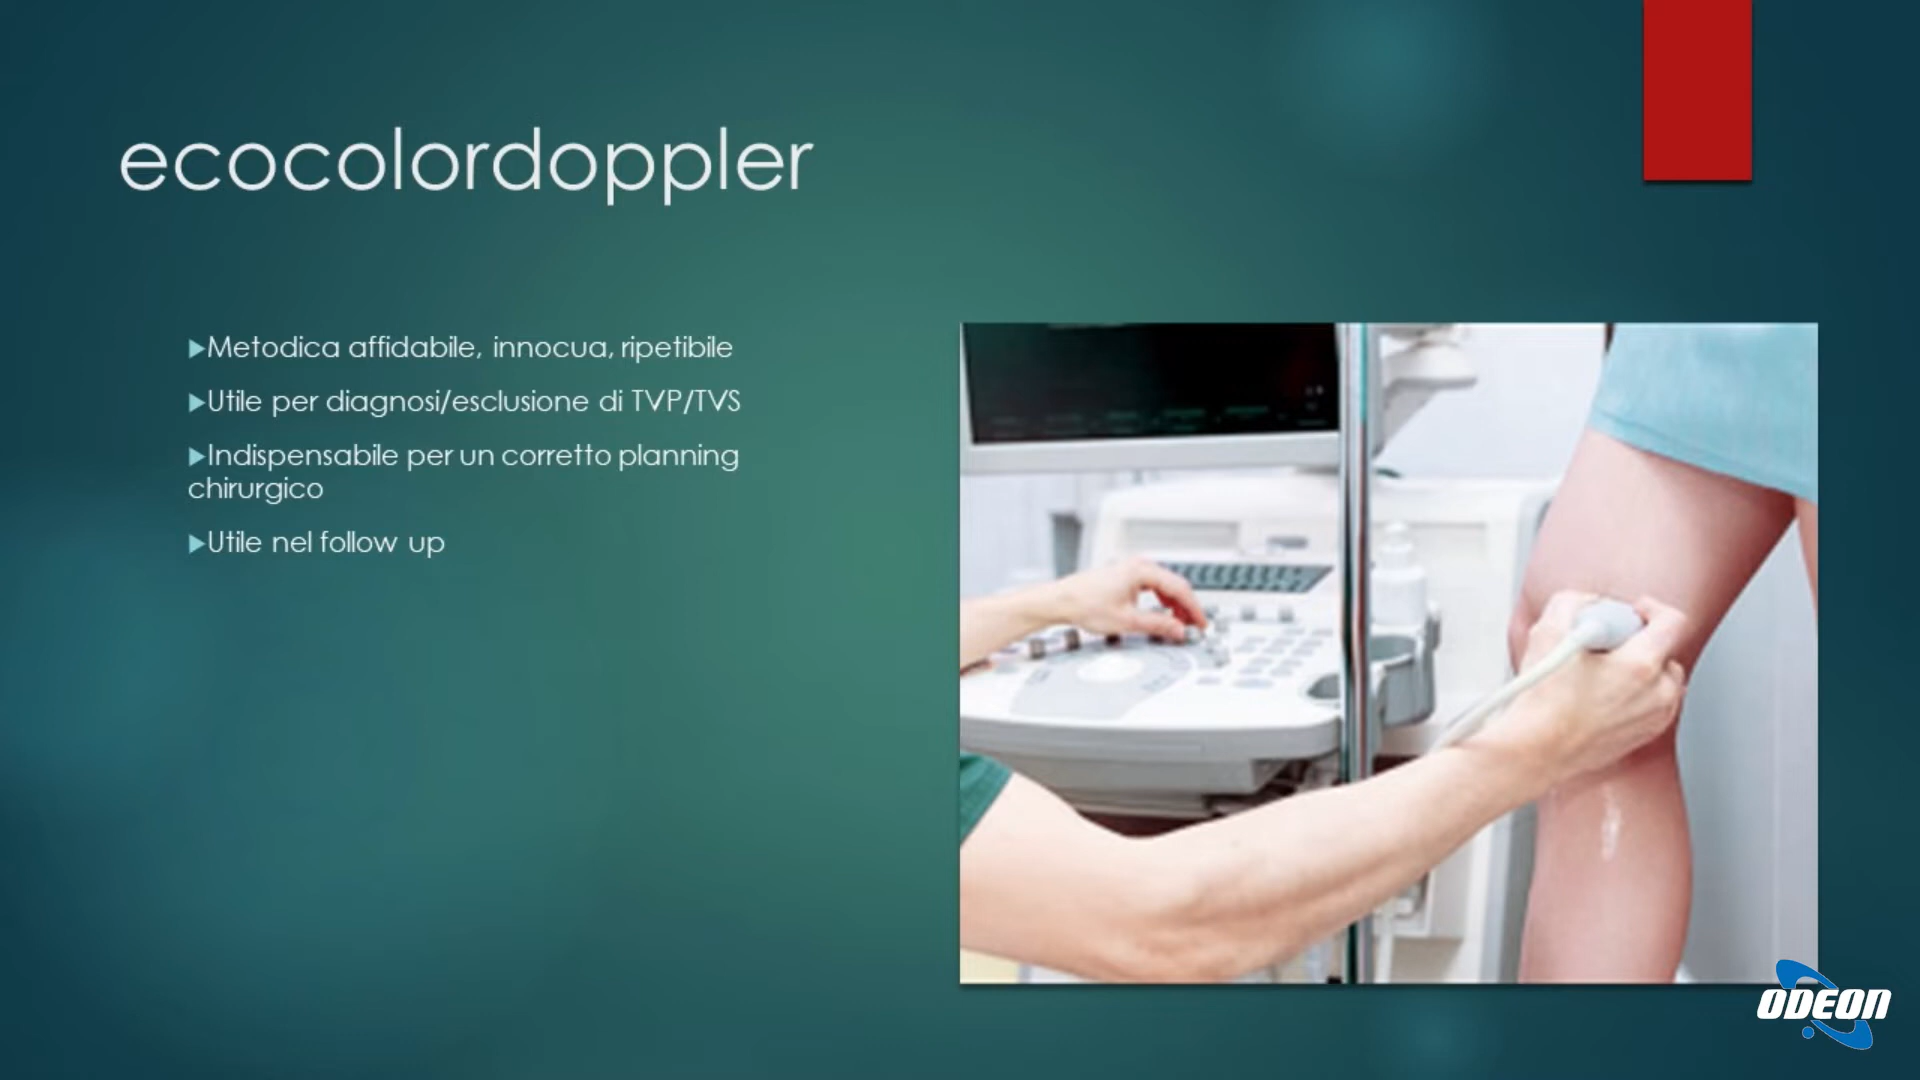 ecocolordoppler
▶Metodica affidabile, innocua, ripetibile
▶Utile per diagnosi/esclusione di TVP/TVS
▶Indispensabile per un corretto planning
chirurgico
▶Utile nel follow up
ODEON